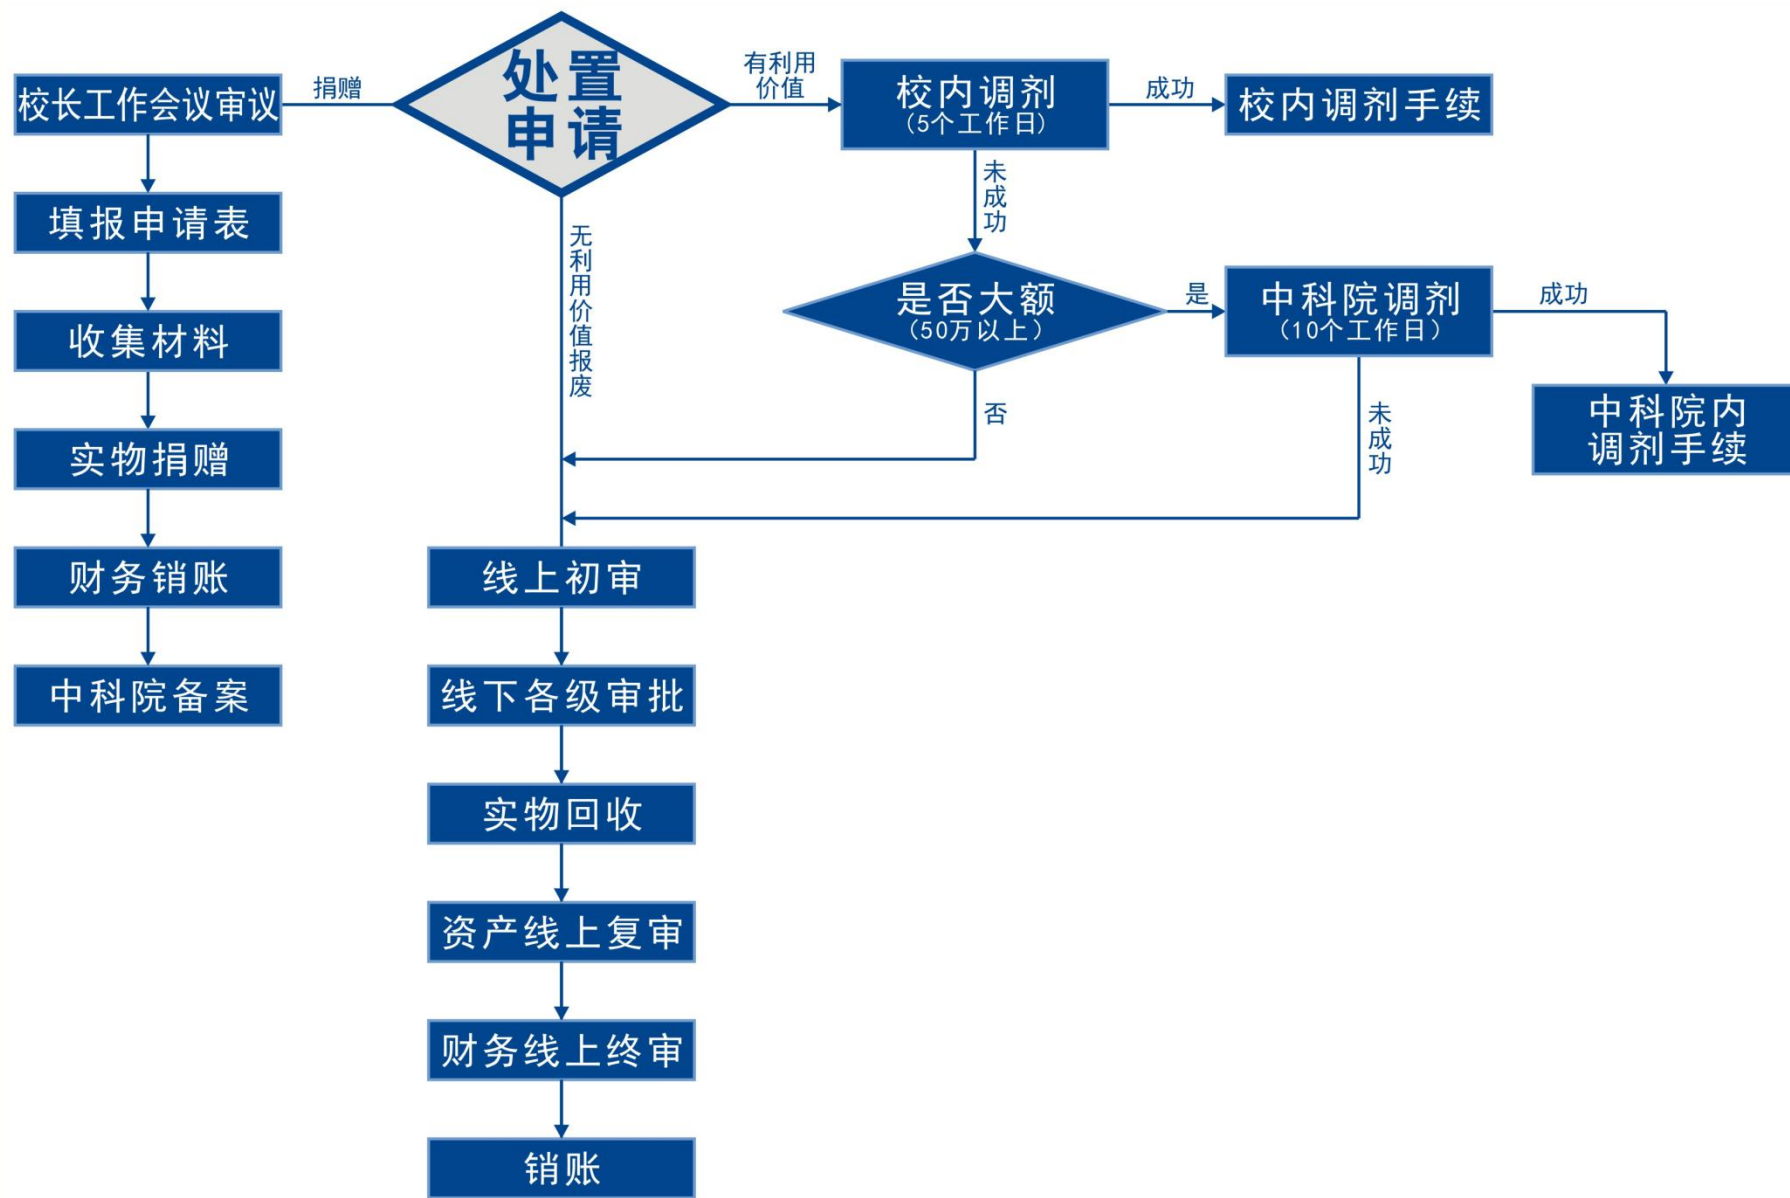 处置
申请
捐赠
校长工作会议审议
填报申请表
收集材料
实物捐赠
财务销账
中科院备案
有利用
价值
校内调剂
（5个工作日）
成功
校内调剂手续
未成功
是否大额
（50万以上）
是
中科院调剂
（10个工作日）
成功
中科院内
调剂手续
否
未成功
无利用价值报废
线上初审
线下各级审批
实物回收
资产线上复审
财务线上终审
销账